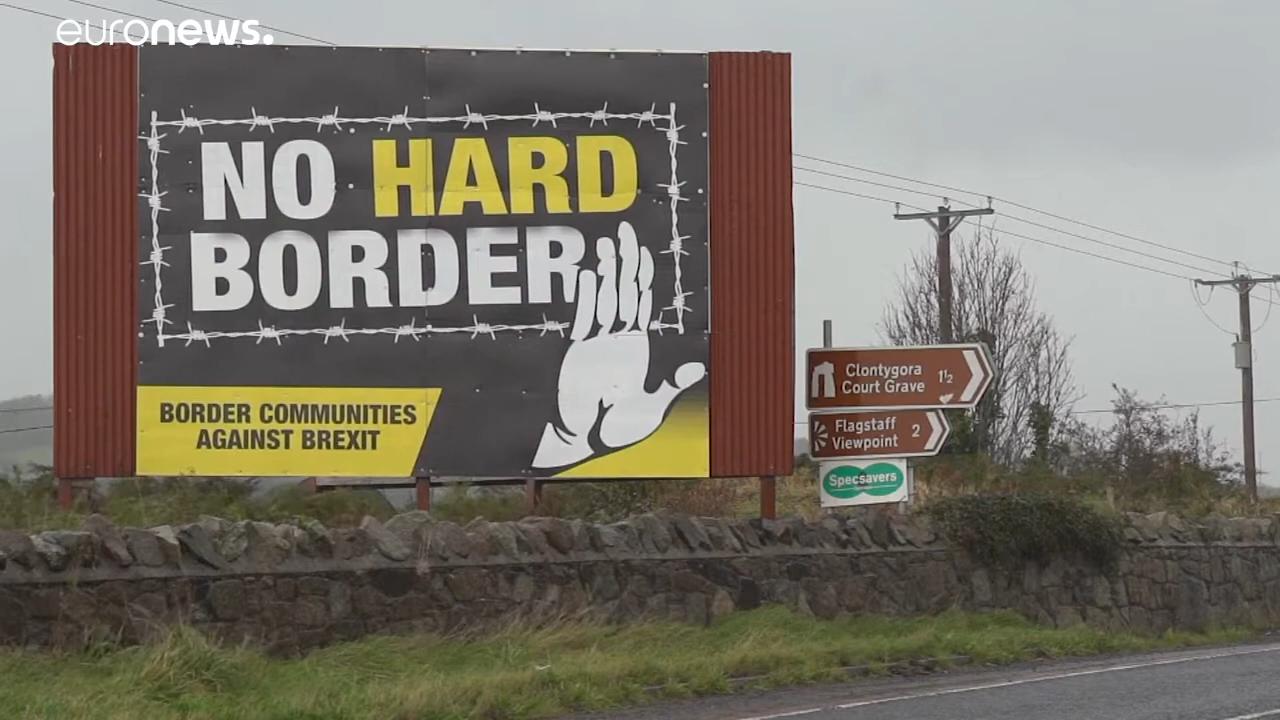 euronews.
NO HARD
BORDER
BORDER COMMUNITIES
AGAINST BREXIT
Clontygora
Court Grave 1½
Flagstaff
Viewpoint 2
Specsavers